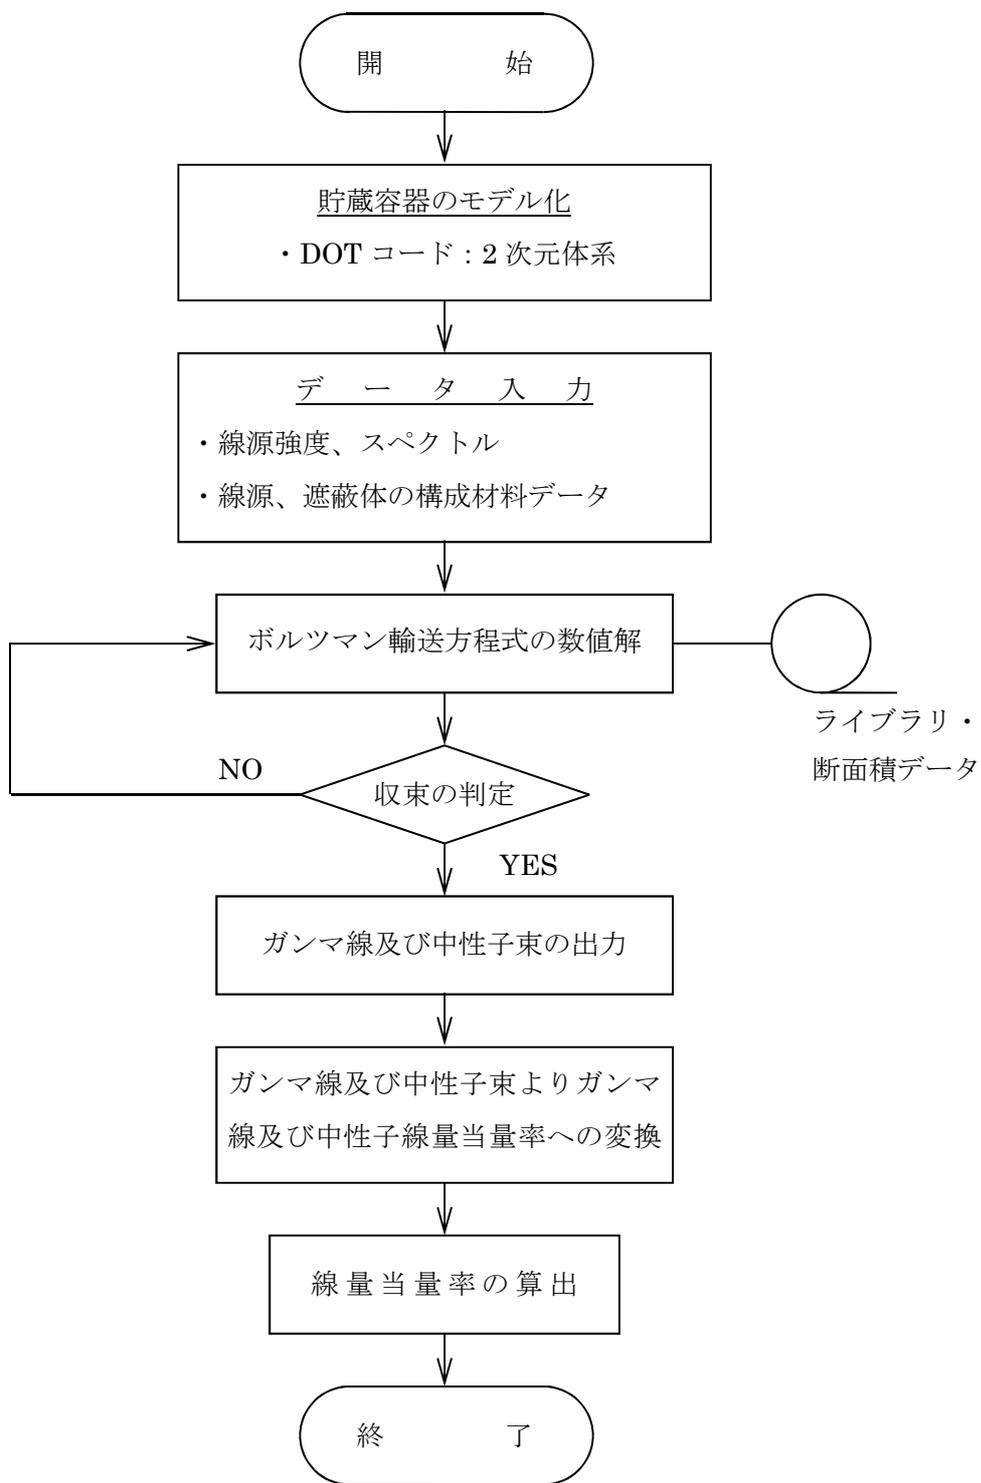 開 始
貯蔵容器のモデル化
・DOT コード：2 次元体系
デ ー タ 入 力
・線源強度、スペクトル
・線源、遮蔽体の構成材料データ
ボルツマン輸送方程式の数値解
ライブラリ・
断面積データ
NO
収束の判定
YES
ガンマ線及び中性子束の出力
ガンマ線及び中性子束よりガンマ
線及び中性子線量当量率への変換
線量当量率の算出
終 了